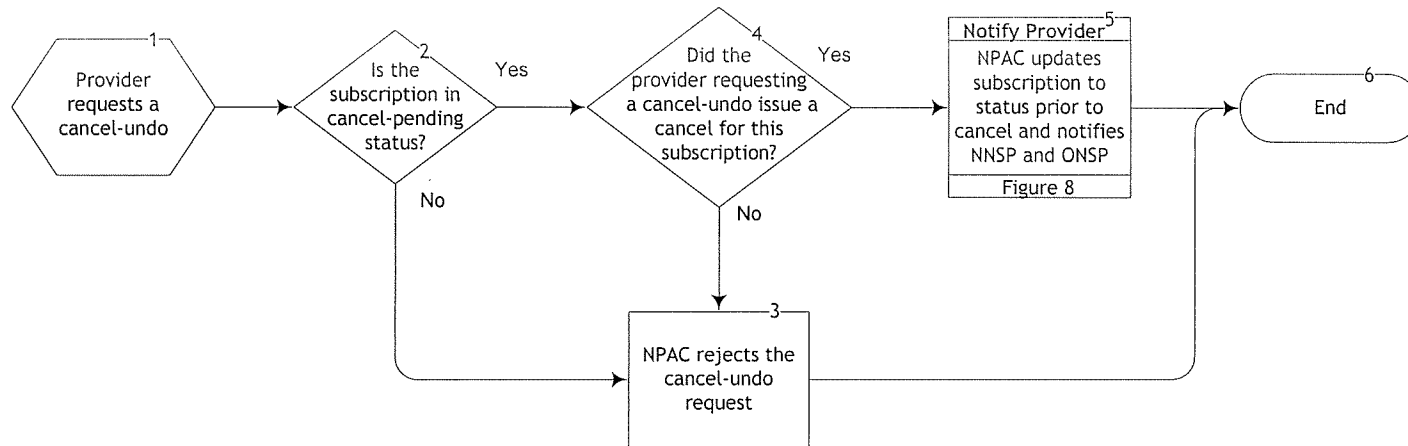 1
Provider
requests a
cancel-undo
2
Is the
subscription in
cancel-pending
status?
Yes
No
4
Did the
provider requesting
a cancel-undo issue a
cancel for this
subscription?
Yes
No
5
Notify Provider
NPAC updates
subscription to
status prior to
cancel and notifies
NNSP and ONSP
Figure 8
6
End
3
NPAC rejects the
cancel-undo
request